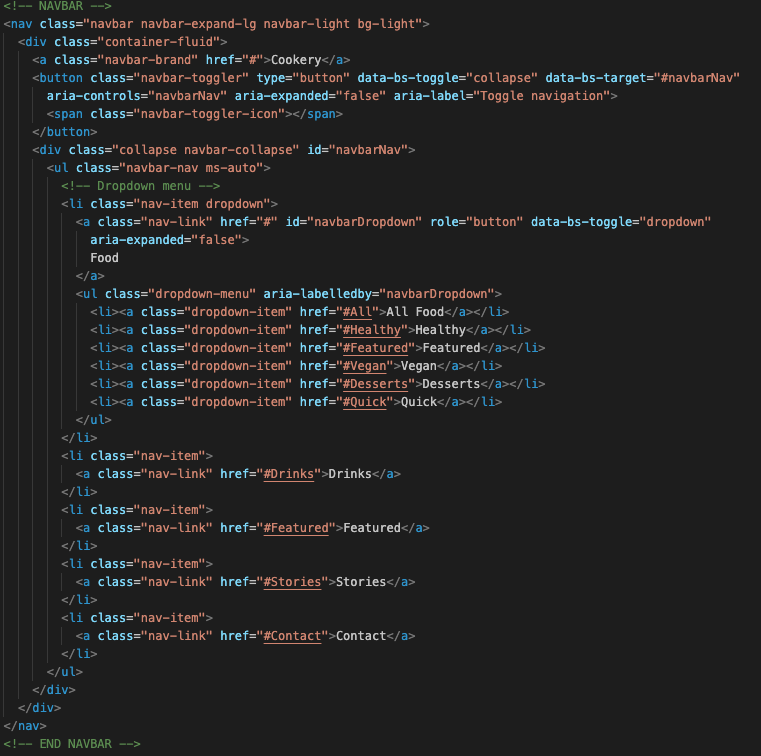 <!-- NAVBAR -->
<nav class="navbar navbar-expand-lg navbar-light bg-light">
<div class="container-fluid">
<a class="navbar-brand" href="#">Cookery</a>
<button class="navbar-toggler" type="button" data-bs-toggle="collapse" data-bs-target="#navbarNav"
aria-controls="navbarNav" aria-expanded="false" aria-label="Toggle navigation">
<span class="navbar-toggler-icon"></span>
</button>
<div class="collapse navbar-collapse" id="navbarNav">
<ul class="navbar-nav ms-auto">
<!-- Dropdown menu -->
<li class="nav-item dropdown">
<a class="nav-link" href="#" id="navbarDropdown" role="button" data-bs-toggle="dropdown"
aria-expanded="false">
Food
</a>
<ul class="dropdown-menu" aria-labelledby="navbarDropdown">
<li><a class="dropdown-item" href="#All">All Food</a></li>
<li><a class="dropdown-item" href="#Healthy">Healthy</a></li>
<li><a class="dropdown-item" href="#Featured">Featured</a></li>
<li><a class="dropdown-item" href="#Vegan">Vegan</a></li>
<li><a class="dropdown-item" href="#Desserts">Desserts</a></li>
<li><a class="dropdown-item" href="#Quick">Quick</a></li>
</ul>
</li>
<li class="nav-item">
<a class="nav-link" href="#Drinks">Drinks</a>
</li>
<li class="nav-item">
<a class="nav-link" href="#Featured">Featured</a>
</li>
<li class="nav-item">
<a class="nav-link" href="#Stories">Stories</a>
</li>
<li class="nav-item">
<a class="nav-link" href="#Contact">Contact</a>
</li>
</ul>
</div>
</div>
</nav>
<!-- END NAVBAR -->